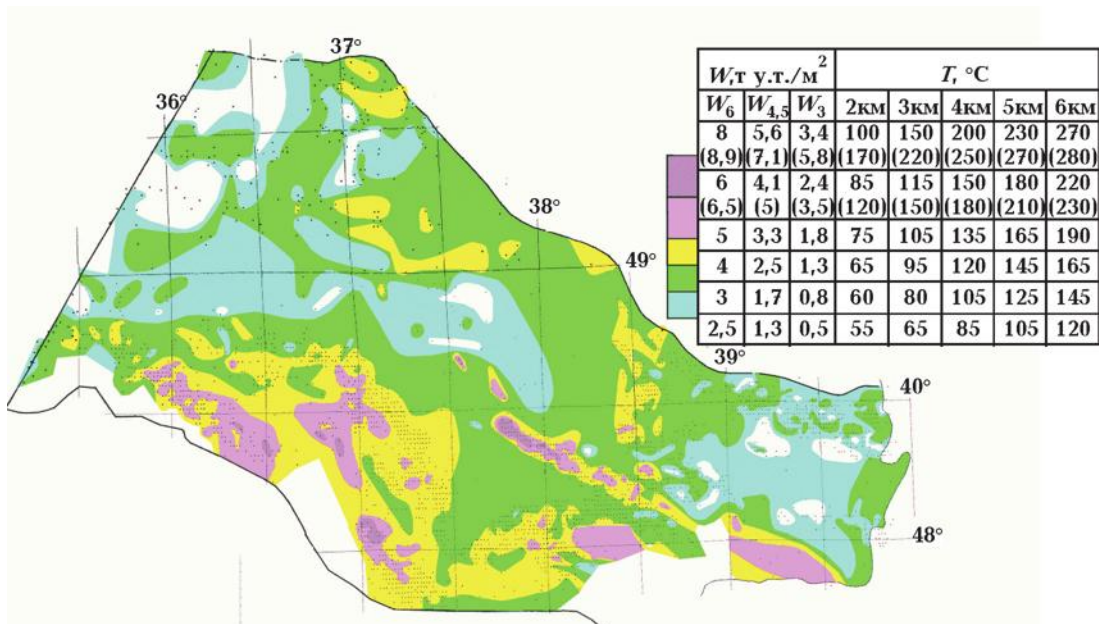 37°
36°
38°
49°
39°
40°
48°
W,т у.т./м² T, °C
W₆ W₄,₅ W₃ 2км 3км 4км 5км 6км
8 5,6 3,4 100 150 200 230 270
(8,9) (7,1) (5,8) (170) (220) (250) (270) (280)
6 4,1 2,4 85 115 150 180 220
(6,5) (5) (3,5) (120) (150) (180) (210) (230)
5 3,3 1,8 75 105 135 165 190
4 2,5 1,3 65 95 120 145 165
3 1,7 0,8 60 80 105 125 145
2,5 1,3 0,5 55 65 85 105 120